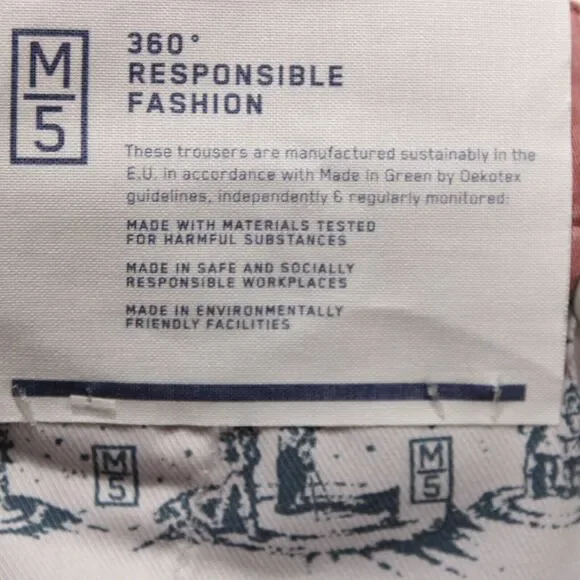 M
5
360°
RESPONSIBLE
FASHION
These trousers are manufactured sustainably in the
E.U. in accordance with Made in Green by Oekotex
guidelines, independently & regularly monitored:
MADE WITH MATERIALS TESTED
FOR HARMFUL SUBSTANCES
MADE IN SAFE AND SOCIALLY
RESPONSIBLE WORKPLACES
MADE IN ENVIRONMENTALLY
FRIENDLY FACILITIES
M
5
M
5
M
5